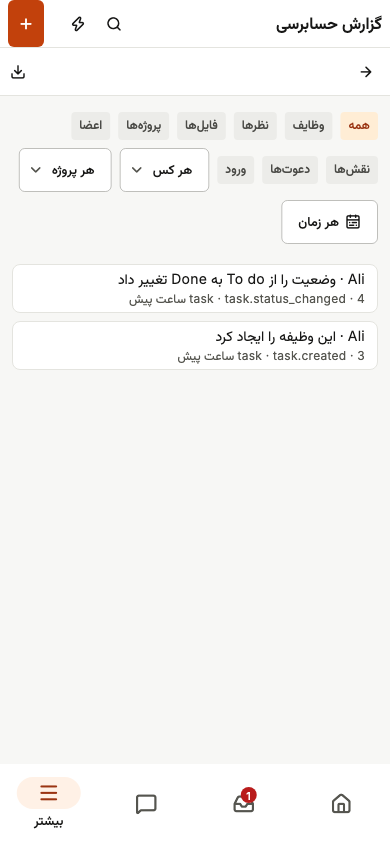 گزارش حسابرسی
همه
وظایف
نظرها
فایل‌ها
پروژه‌ها
اعضا
نقش‌ها
دعوت‌ها
ورود
هر کس
هر پروژه
هر زمان
Ali · وضعیت را از To do به Done تغییر داد
task · task.status_changed · 4 ساعت پیش
Ali · این وظیفه را ایجاد کرد
task · task.created · 3 ساعت پیش
1
بیشتر